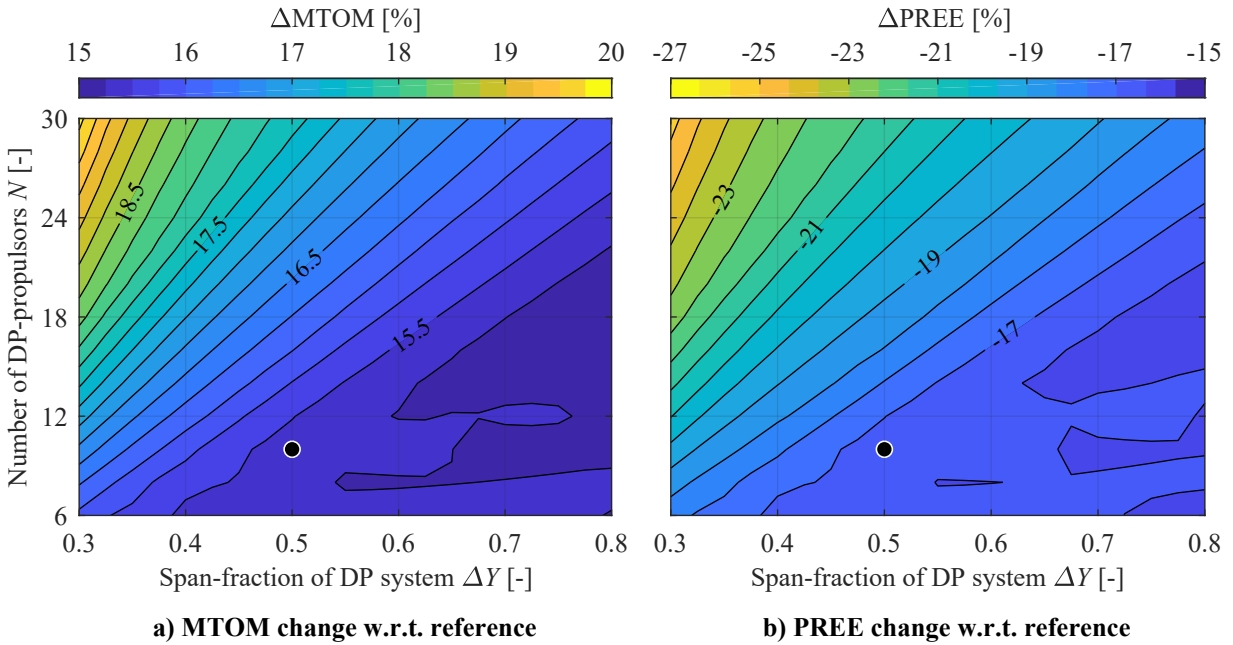 ΔMTOM [%]
15 16 17 18 19 20
ΔPREE [%]
-27 -25 -23 -21 -19 -17 -15
Number of DP-propulsors N [-]
30
24
18
12
6
18.5
17.5
16.5
15.5
0.3 0.4 0.5 0.6 0.7 0.8
Span-fraction of DP system ΔY [-]
a) MTOM change w.r.t. reference
-23
-21
-19
-17
0.3 0.4 0.5 0.6 0.7 0.8
Span-fraction of DP system ΔY [-]
b) PREE change w.r.t. reference